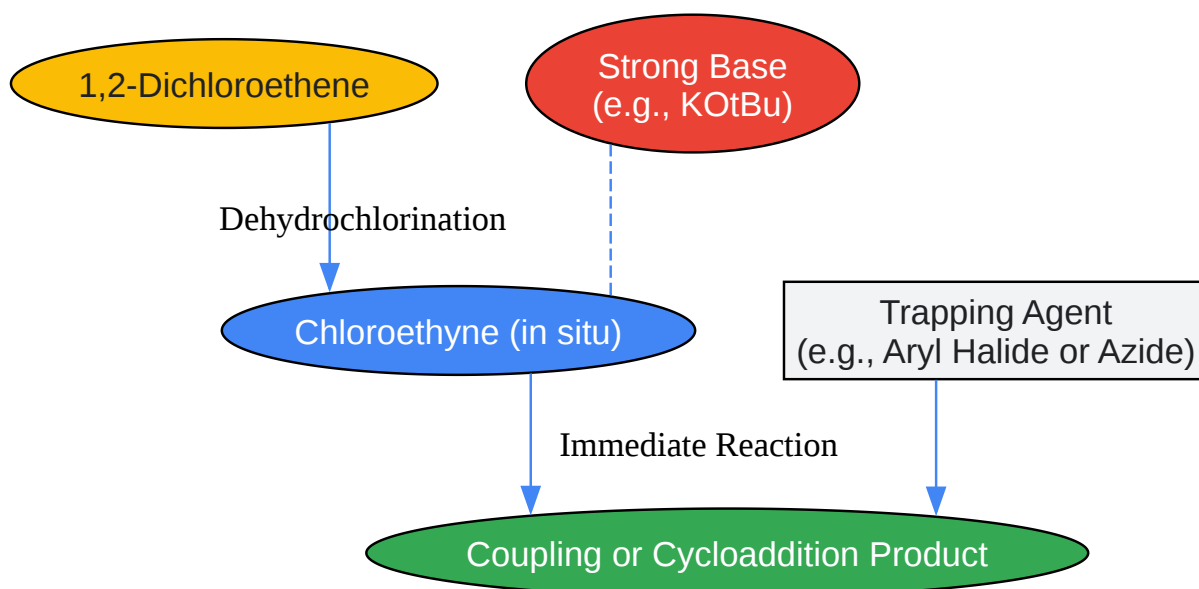 1,2-Dichloroethene
Strong Base
(e.g., KOtBu)
Dehydrochlorination
Chloroethyne (in situ)
Trapping Agent
(e.g., Aryl Halide or Azide)
Immediate Reaction
Coupling or Cycloaddition Product